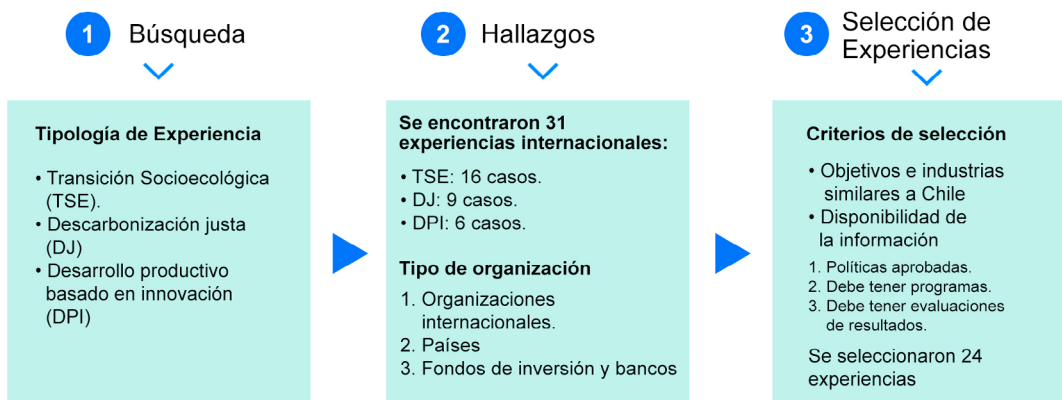 1 Búsqueda
Tipología de Experiencia
• Transición Socioecológica
(TSE).
• Descarbonización justa
(DJ)
• Desarrollo productivo
basado en innovación
(DPI)
2 Hallazgos
Se encontraron 31
experiencias internacionales:
• TSE: 16 casos.
• DJ: 9 casos.
• DPI: 6 casos.
Tipo de organización
1. Organizaciones
internacionales.
2. Países
3. Fondos de inversión y bancos
3 Selección de
Experiencias
Criterios de selección
• Objetivos e industrias
similares a Chile
• Disponibilidad de
la información
1. Políticas aprobadas.
2. Debe tener programas.
3. Debe tener evaluaciones
de resultados.
Se seleccionaron 24
experiencias